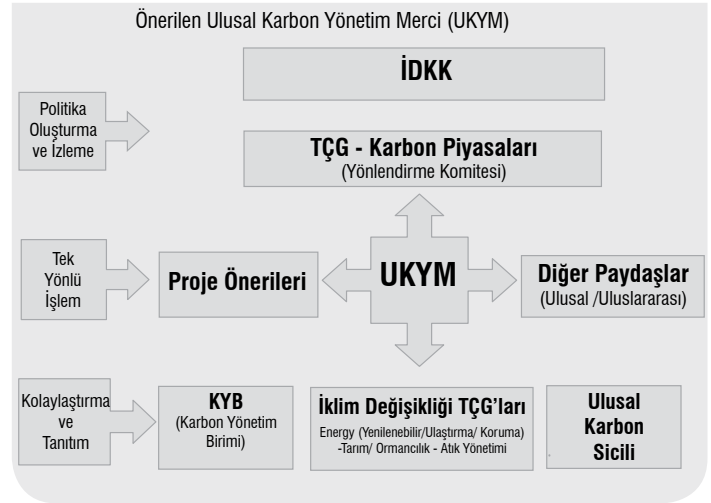 Önerilen Ulusal Karbon Yönetim Merci (UKYM)
İDKK
Politika
Oluşturma
ve İzleme
TÇG - Karbon Piyasaları
(Yönlendirme Komitesi)
Tek
Yönlü
İşlem
Proje Önerileri
UKYM
Diğer Paydaşlar
(Ulusal /Uluslararası)
Kolaylaştırma
ve
Tanıtım
KYB
(Karbon Yönetim
Birimi)
İklim Değişikliği TÇG'ları
Energy (Yenilenebilir/Ulaştırma/ Koruma)
-Tarım/ Ormancılık - Atık Yönetimi
Ulusal
Karbon
Sicili